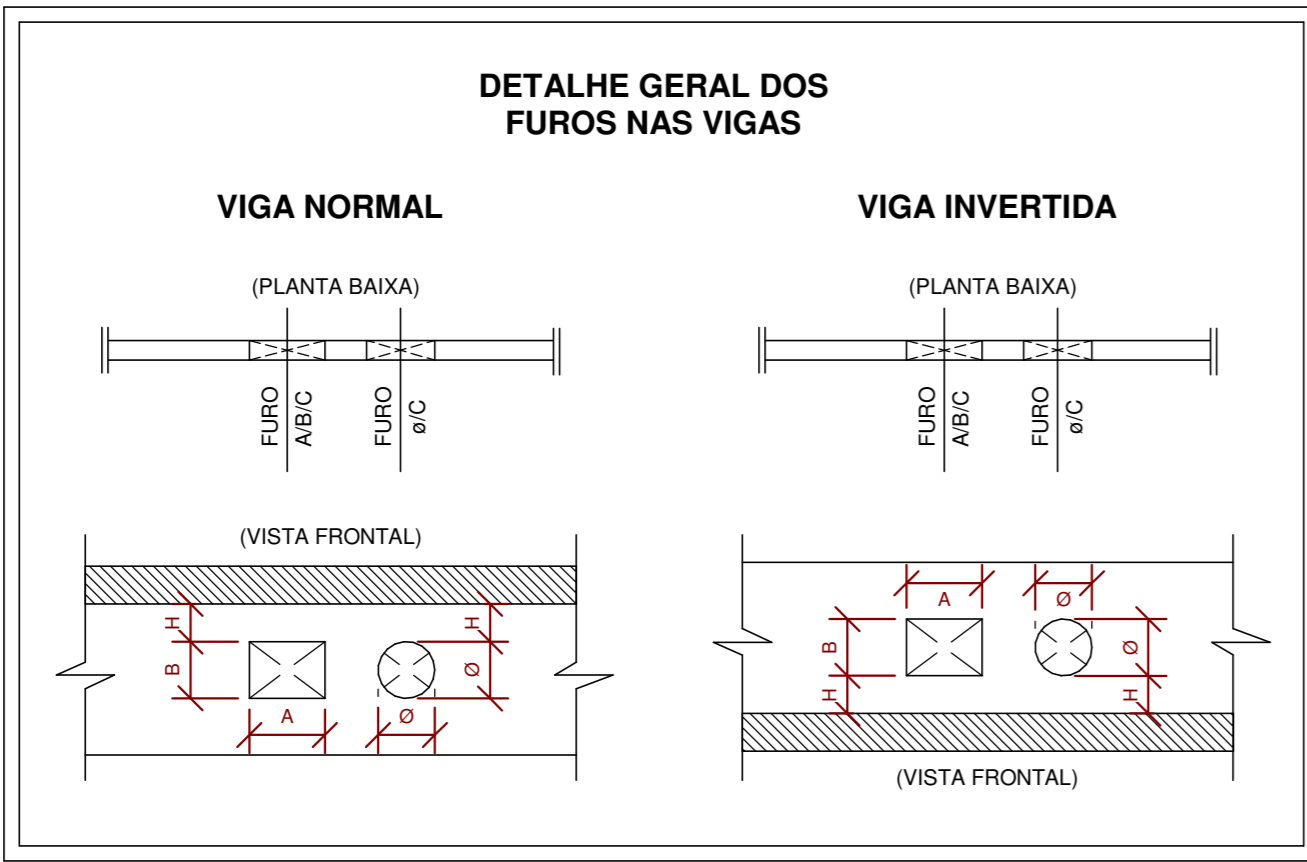 DETALHE GERAL DOS
FUROS NAS VIGAS
VIGA NORMAL
(PLANTA BAIXA)
FURO
A/B/C
FURO
ø/C
(VISTA FRONTAL)
H
H
B
Ø
A
Ø
VIGA INVERTIDA
(PLANTA BAIXA)
FURO
A/B/C
FURO
ø/C
A
Ø
B
Ø
H
H
(VISTA FRONTAL)